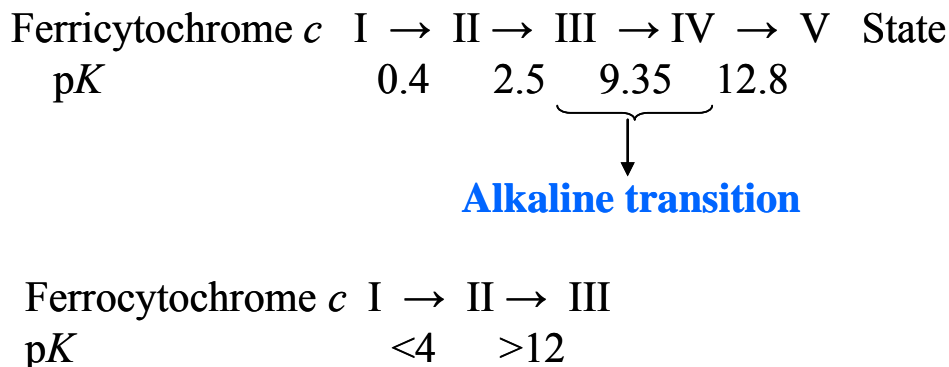 Ferricytochrome c I → II → III → IV → V State
pK 0.4 2.5 9.35 12.8
Alkaline transition
Ferrocytochrome c I → II → III
pK <4 >12